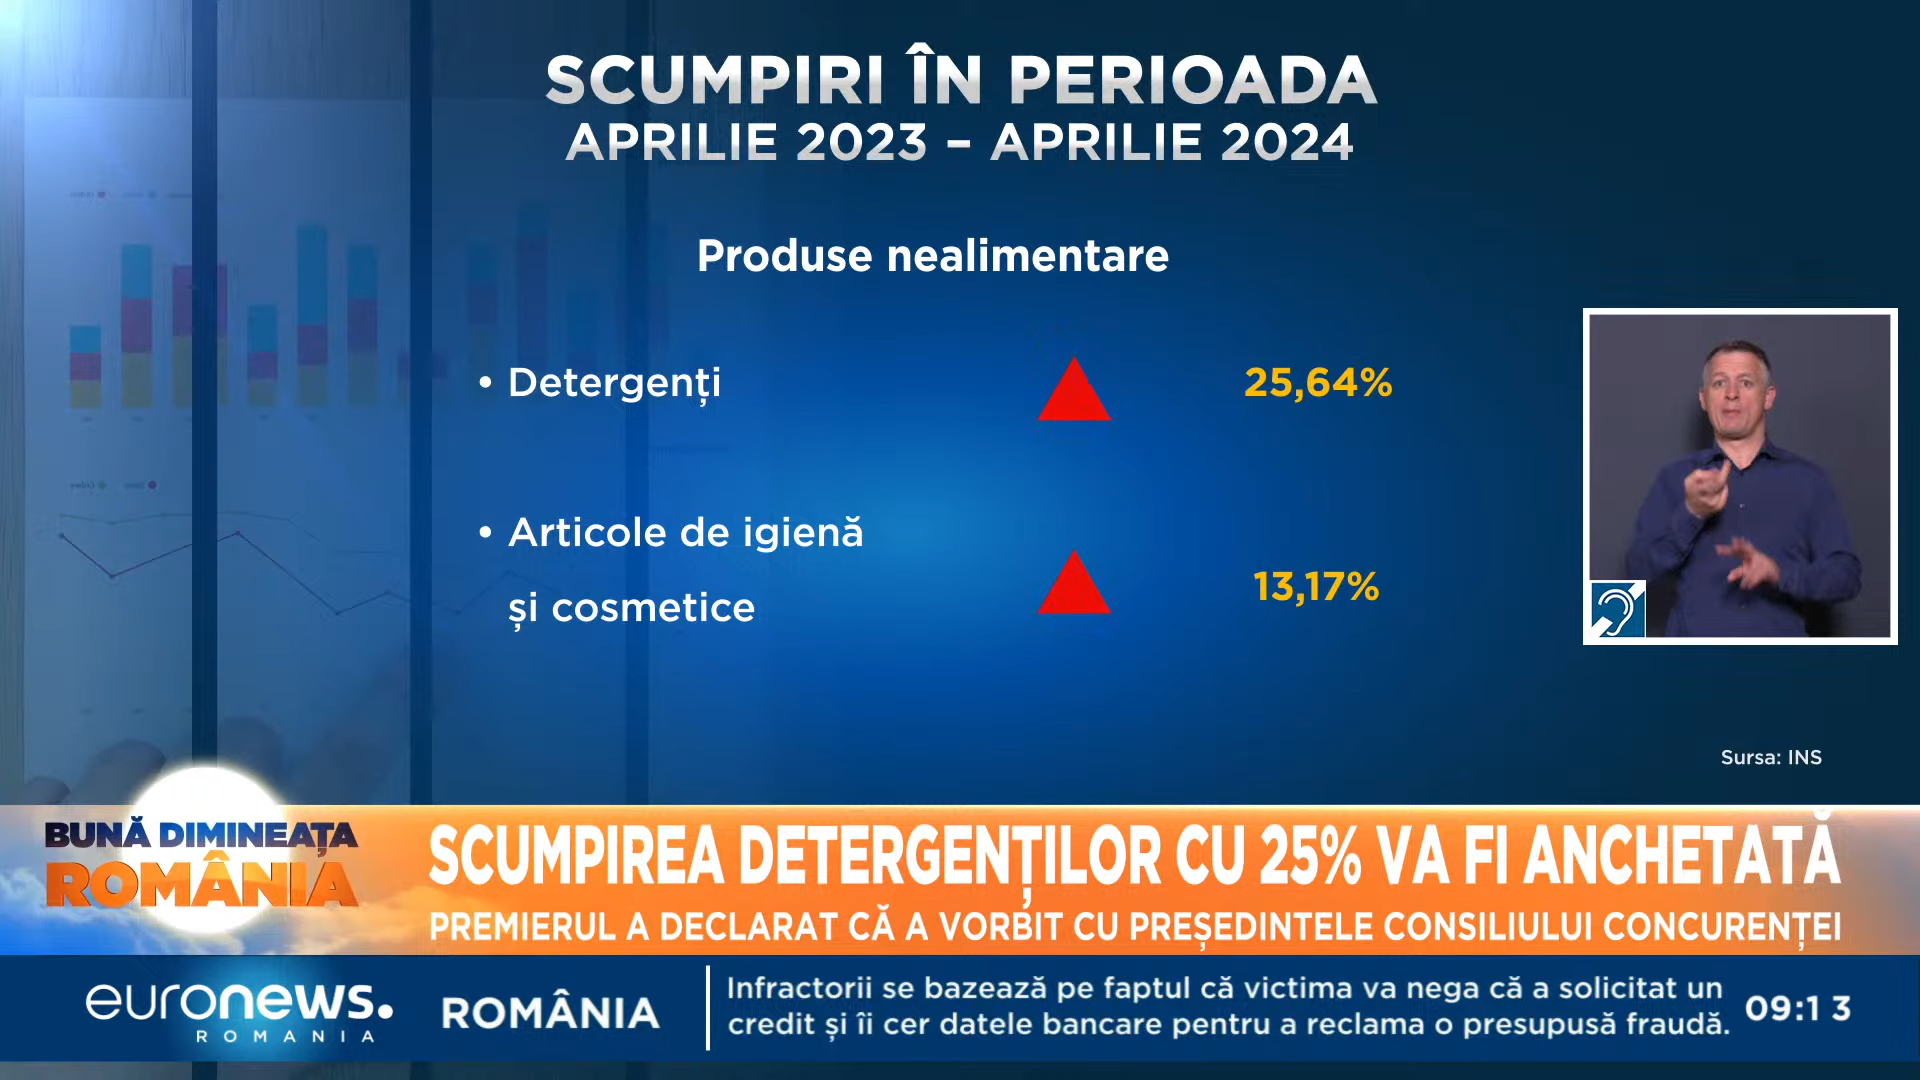 SCUMPIRI ÎN PERIOADA
APRILIE 2023 – APRILIE 2024
Produse nealimentare
• Detergenți
25,64%
• Articole de igienă
și cosmetice
13,17%
Sursa: INS
BUNĂ DIMINEAȚA
ROMÂNIA
SCUMPIREA DETERGENȚILOR CU 25% VA FI ANCHETATĂ
PREMIERUL A DECLARAT CĂ A VORBIT CU PREȘEDINTELE CONSILIULUI CONCURENȚEI
euronews.
ROMANIA
ROMÂNIA
Infractorii se bazează pe faptul că victima va nega că a solicitat un
credit și îi cer datele bancare pentru a reclama o presupusă fraudă.
09:13